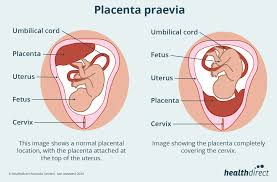 Placenta praevia
Umbilical cord
Placenta
Uterus
Fetus
Cervix
This image shows a normal placental
location, with the placenta attached at
the top of the uterus.
Umbilical cord
Fetus
Uterus
Placenta
Cervix
Image showing the placenta completely
covering the cervix.
healthdirect